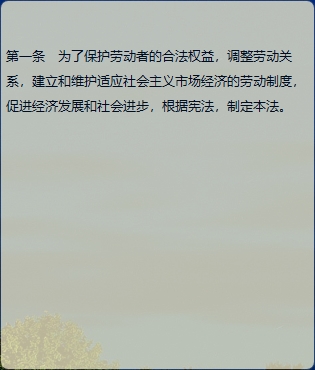 第一条　为了保护劳动者的合法权益，调整劳动关
系，建立和维护适应社会主义市场经济的劳动制度，
促进经济发展和社会进步，根据宪法，制定本法。